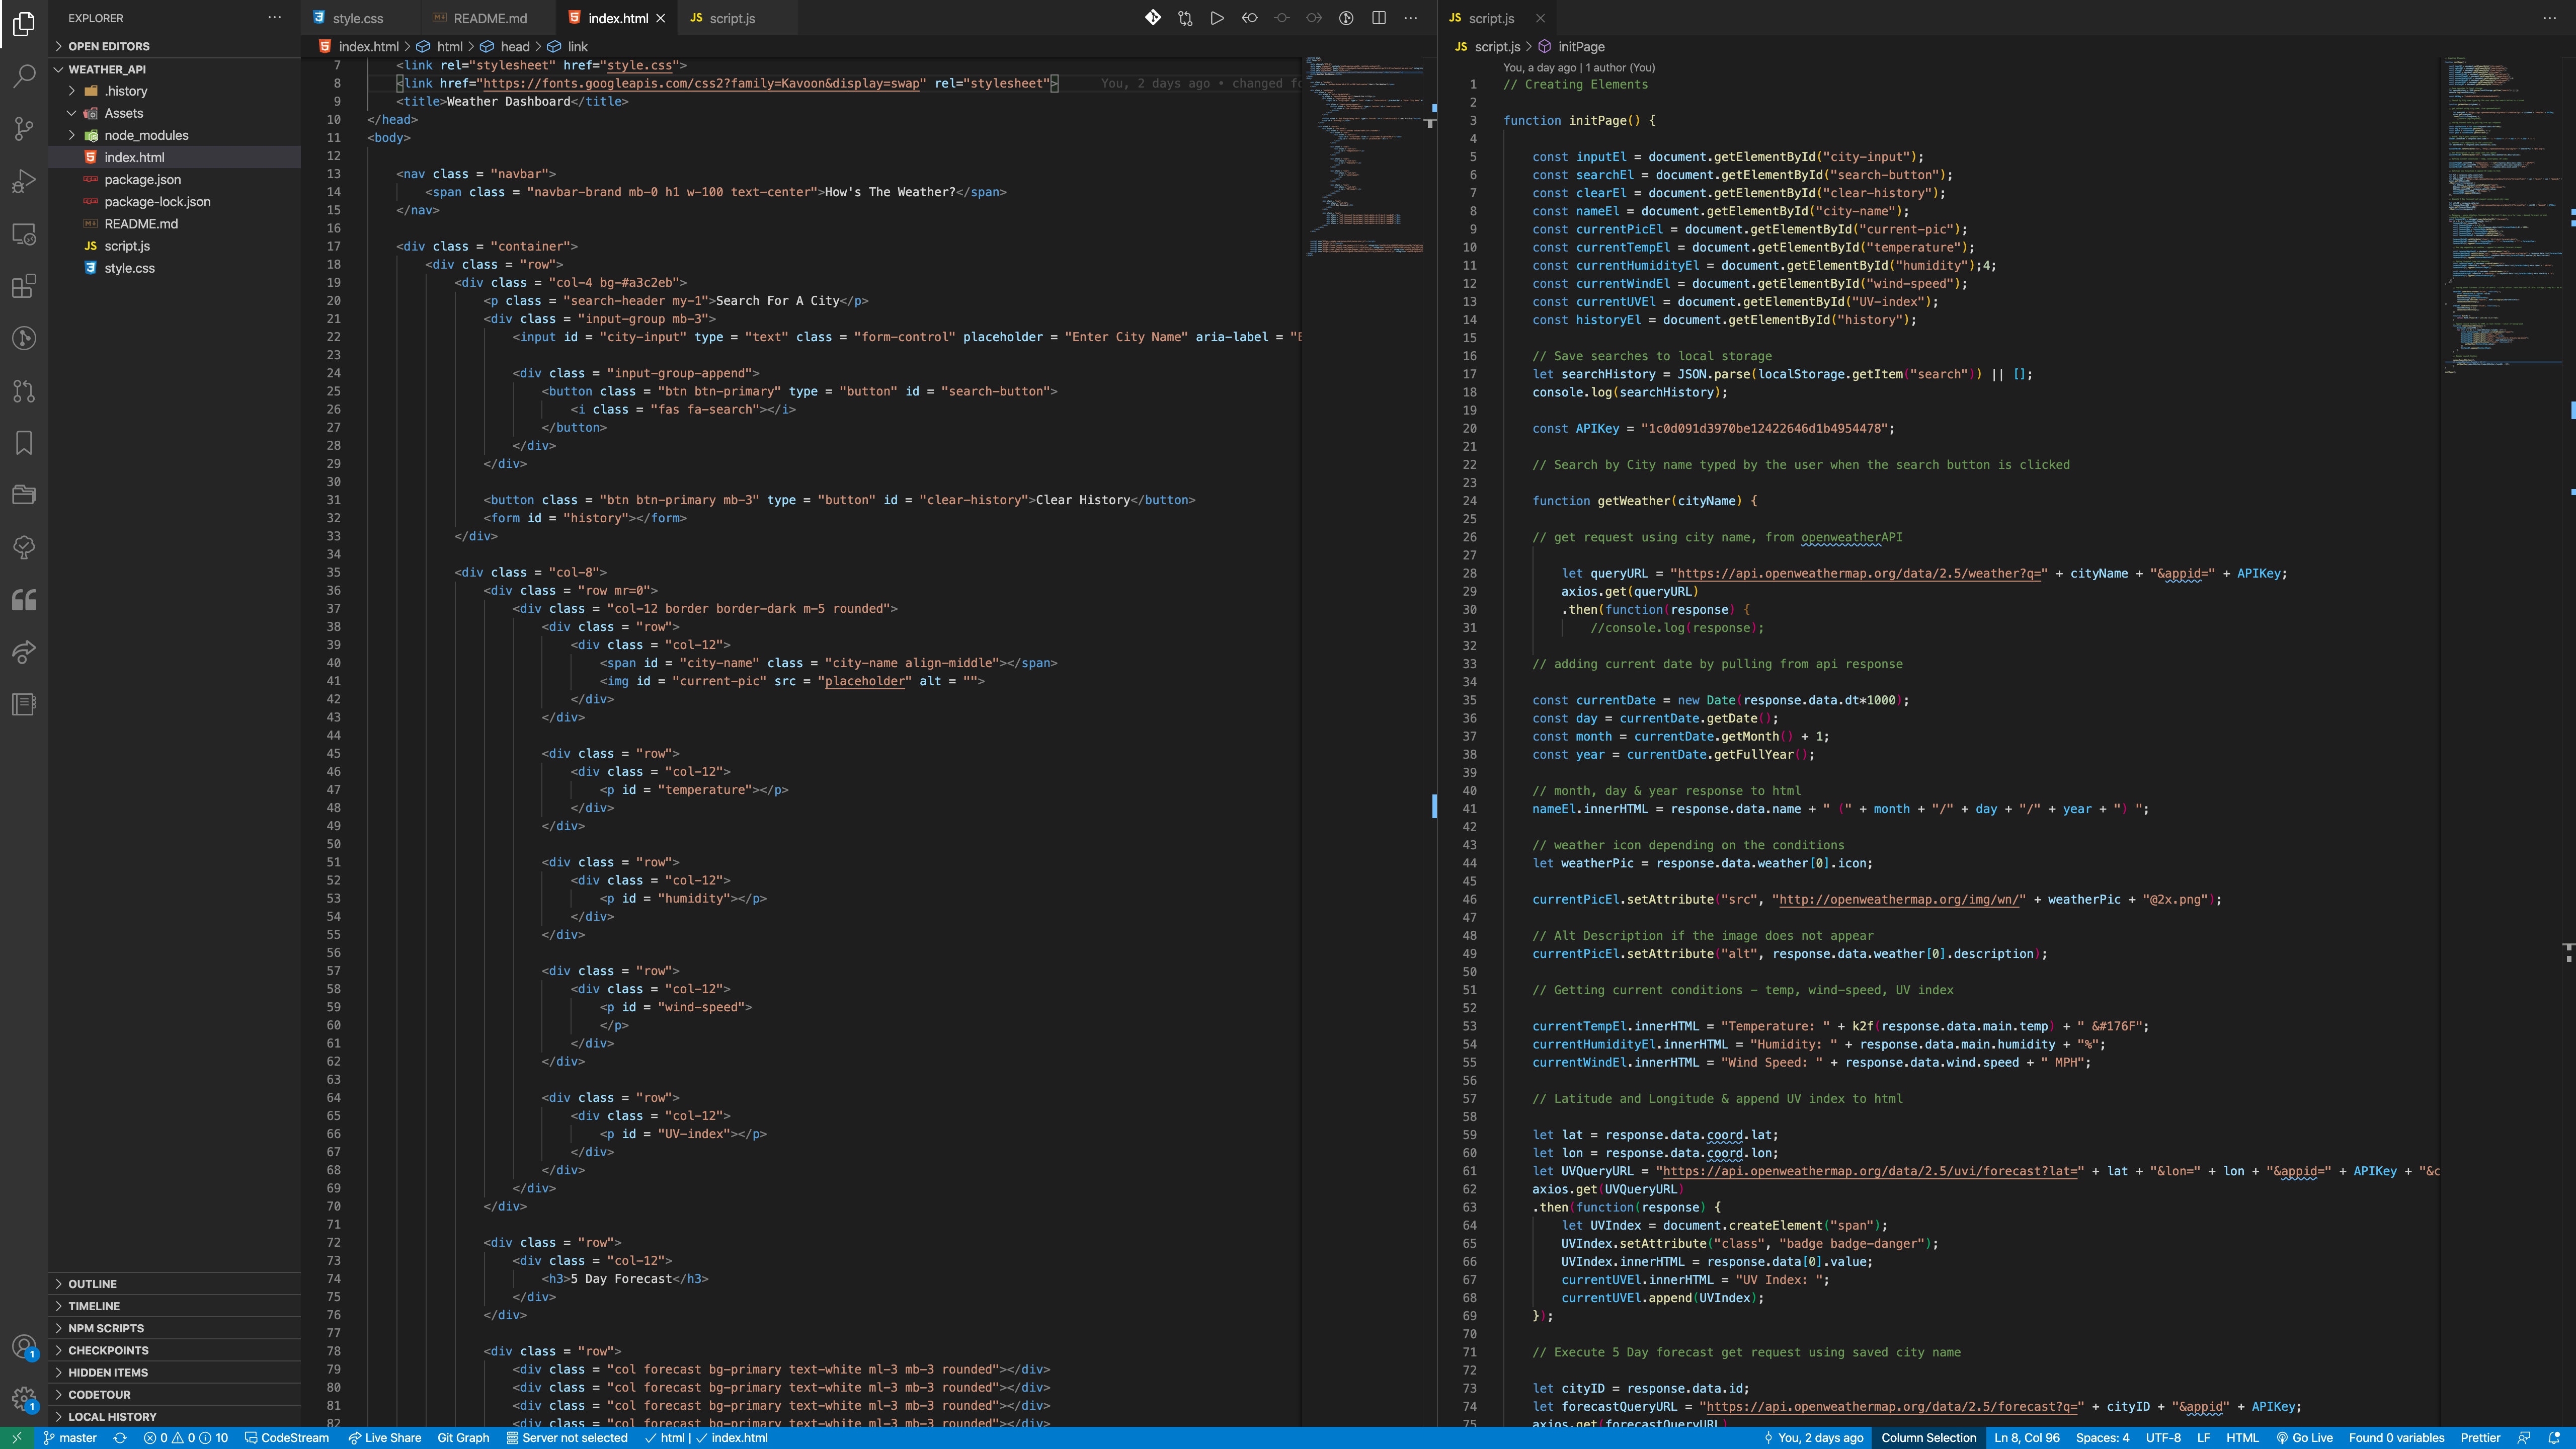 EXPLORER
OPEN EDITORS
WEATHER_API
.history
Assets
node_modules
index.html
package.json
package-lock.json
README.md
script.js
style.css
OUTLINE
TIMELINE
NPM SCRIPTS
CHECKPOINTS
HIDDEN ITEMS
CODETOUR
LOCAL HISTORY
style.css README.md index.html script.js
index.html > html > head > link
7 <link rel="stylesheet" href="style.css">
8 <link href="https://fonts.googleapis.com/css2?family=Kavoon&display=swap" rel="stylesheet"> You, 2 days ago • changed fo
9 <title>Weather Dashboard</title>
10 </head>
11 <body>
12
13 <nav class = "navbar">
14 <span class = "navbar-brand mb-0 h1 w-100 text-center">How's The Weather?</span>
15 </nav>
16
17 <div class = "container">
18 <div class = "row">
19 <div class = "col-4 bg-#a3c2eb">
20 <p class = "search-header my-1">Search For A City</p>
21 <div class = "input-group mb-3">
22 <input id = "city-input" type = "text" class = "form-control" placeholder = "Enter City Name" aria-label = "E
23
24 <div class = "input-group-append">
25 <button class = "btn btn-primary" type = "button" id = "search-button">
26 <i class = "fas fa-search"></i>
27 </button>
28 </div>
29 </div>
30
31 <button class = "btn btn-primary mb-3" type = "button" id = "clear-history">Clear History</button>
32 <form id = "history"></form>
33 </div>
34
35 <div class = "col-8">
36 <div class = "row mr=0">
37 <div class = "col-12 border border-dark m-5 rounded">
38 <div class = "row">
39 <div class = "col-12">
40 <span id = "city-name" class = "city-name align-middle"></span>
41 <img id = "current-pic" src = "placeholder" alt = "">
42 </div>
43 </div>
44
45 <div class = "row">
46 <div class = "col-12">
47 <p id = "temperature"></p>
48 </div>
49 </div>
50
51 <div class = "row">
52 <div class = "col-12">
53 <p id = "humidity"></p>
54 </div>
55 </div>
56
57 <div class = "row">
58 <div class = "col-12">
59 <p id = "wind-speed">
60 </p>
61 </div>
62 </div>
63
64 <div class = "row">
65 <div class = "col-12">
66 <p id = "UV-index"></p>
67 </div>
68 </div>
69 </div>
70 </div>
71
72 <div class = "row">
73 <div class = "col-12">
74 <h3>5 Day Forecast</h3>
75 </div>
76 </div>
77
78 <div class = "row">
79 <div class = "col forecast bg-primary text-white ml-3 mb-3 rounded"></div>
80 <div class = "col forecast bg-primary text-white ml-3 mb-3 rounded"></div>
81 <div class = "col forecast bg-primary text-white ml-3 mb-3 rounded"></div>
82 <div class = "col forecast bg-primary text-white ml-3 mb-3 rounded"></div>
script.js
script.js > initPage
You, a day ago | 1 author (You)
1 // Creating Elements
2
3 function initPage() {
4
5 const inputEl = document.getElementById("city-input");
6 const searchEl = document.getElementById("search-button");
7 const clearEl = document.getElementById("clear-history");
8 const nameEl = document.getElementById("city-name");
9 const currentPicEl = document.getElementById("current-pic");
10 const currentTempEl = document.getElementById("temperature");
11 const currentHumidityEl = document.getElementById("humidity");4;
12 const currentWindEl = document.getElementById("wind-speed");
13 const currentUVEl = document.getElementById("UV-index");
14 const historyEl = document.getElementById("history");
15
16 // Save searches to local storage
17 let searchHistory = JSON.parse(localStorage.getItem("search")) || [];
18 console.log(searchHistory);
19
20 const APIKey = "1c0d091d3970be12422646d1b4954478";
21
22 // Search by City name typed by the user when the search button is clicked
23
24 function getWeather(cityName) {
25
26 // get request using city name, from openweatherAPI
27
28 let queryURL = "https://api.openweathermap.org/data/2.5/weather?q=" + cityName + "&appid=" + APIKey;
29 axios.get(queryURL)
30 .then(function(response) {
31 //console.log(response);
32
33 // adding current date by pulling from api response
34
35 const currentDate = new Date(response.data.dt*1000);
36 const day = currentDate.getDate();
37 const month = currentDate.getMonth() + 1;
38 const year = currentDate.getFullYear();
39
40 // month, day & year response to html
41 nameEl.innerHTML = response.data.name + " (" + month + "/" + day + "/" + year + ") ";
42
43 // weather icon depending on the conditions
44 let weatherPic = response.data.weather[0].icon;
45
46 currentPicEl.setAttribute("src", "http://openweathermap.org/img/wn/" + weatherPic + "@2x.png");
47
48 // Alt Description if the image does not appear
49 currentPicEl.setAttribute("alt", response.data.weather[0].description);
50
51 // Getting current conditions - temp, wind-speed, UV index
52
53 currentTempEl.innerHTML = "Temperature: " + k2f(response.data.main.temp) + " &#176F";
54 currentHumidityEl.innerHTML = "Humidity: " + response.data.main.humidity + "%";
55 currentWindEl.innerHTML = "Wind Speed: " + response.data.wind.speed + " MPH";
56
57 // Latitude and Longitude & append UV index to html
58
59 let lat = response.data.coord.lat;
60 let lon = response.data.coord.lon;
61 let UVQueryURL = "https://api.openweathermap.org/data/2.5/uvi/forecast?lat=" + lat + "&lon=" + lon + "&appid=" + APIKey + "&c
62 axios.get(UVQueryURL)
63 .then(function(response) {
64 let UVIndex = document.createElement("span");
65 UVIndex.setAttribute("class", "badge badge-danger");
66 UVIndex.innerHTML = response.data[0].value;
67 currentUVEl.innerHTML = "UV Index: ";
68 currentUVEl.append(UVIndex);
69 });
70
71 // Execute 5 Day forecast get request using saved city name
72
73 let cityID = response.data.id;
74 let forecastQueryURL = "https://api.openweathermap.org/data/2.5/forecast?q=" + cityID + "&appid" + APIKey;
75 axios.get(forecastQueryURL)
master 0 0 10 CodeStream Live Share Git Graph Server not selected html | index.html You, 2 days ago Column Selection Ln 8, Col 96 Spaces: 4 UTF-8 LF HTML Go Live Found 0 variables Prettier